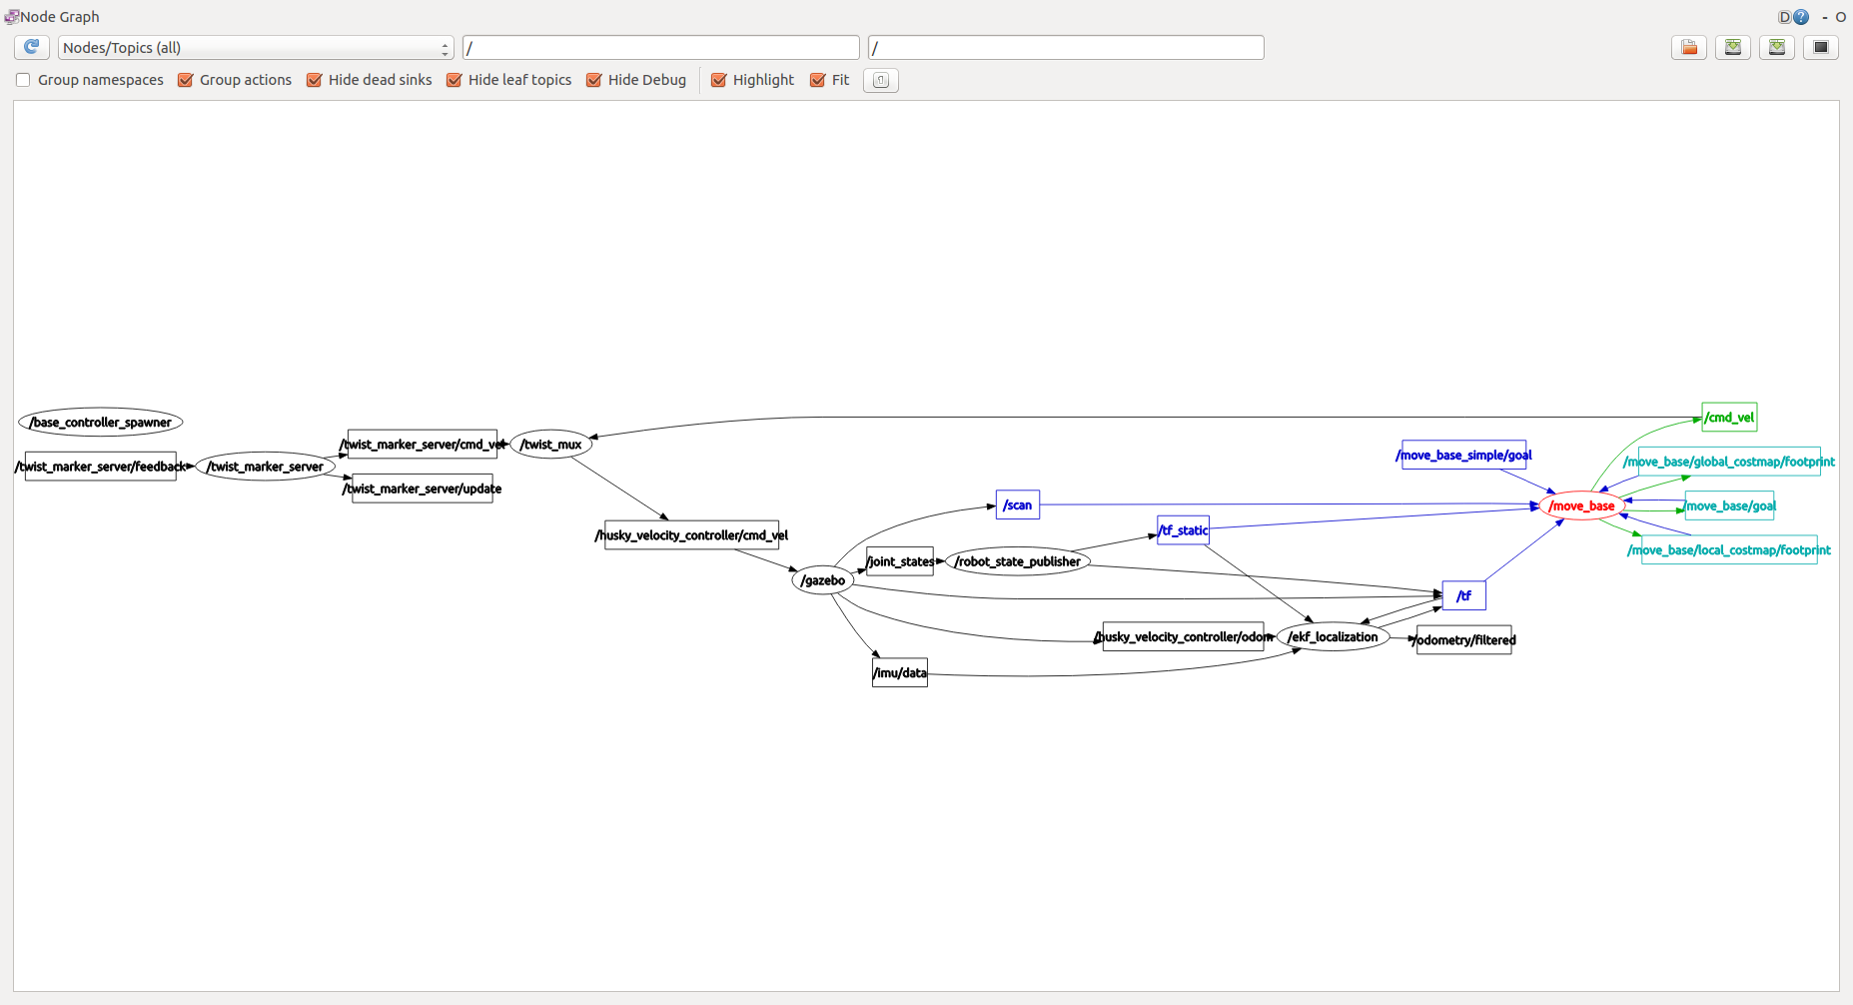 Node Graph
D ? - O
Nodes/Topics (all)
/
/
Group namespaces
Group actions
Hide dead sinks
Hide leaf topics
Hide Debug
Highlight
Fit
/base_controller_spawner
/twist_marker_server/feedback
/twist_marker_server
/twist_marker_server/cmd_vel
/twist_marker_server/update
/twist_mux
/husky_velocity_controller/cmd_vel
/gazebo
/scan
/joint_states
/robot_state_publisher
/tf_static
/husky_velocity_controller/odom
/imu/data
/ekf_localization
/tf
/odometry/filtered
/move_base_simple/goal
/move_base
/cmd_vel
/move_base/global_costmap/footprint
/move_base/goal
/move_base/local_costmap/footprint